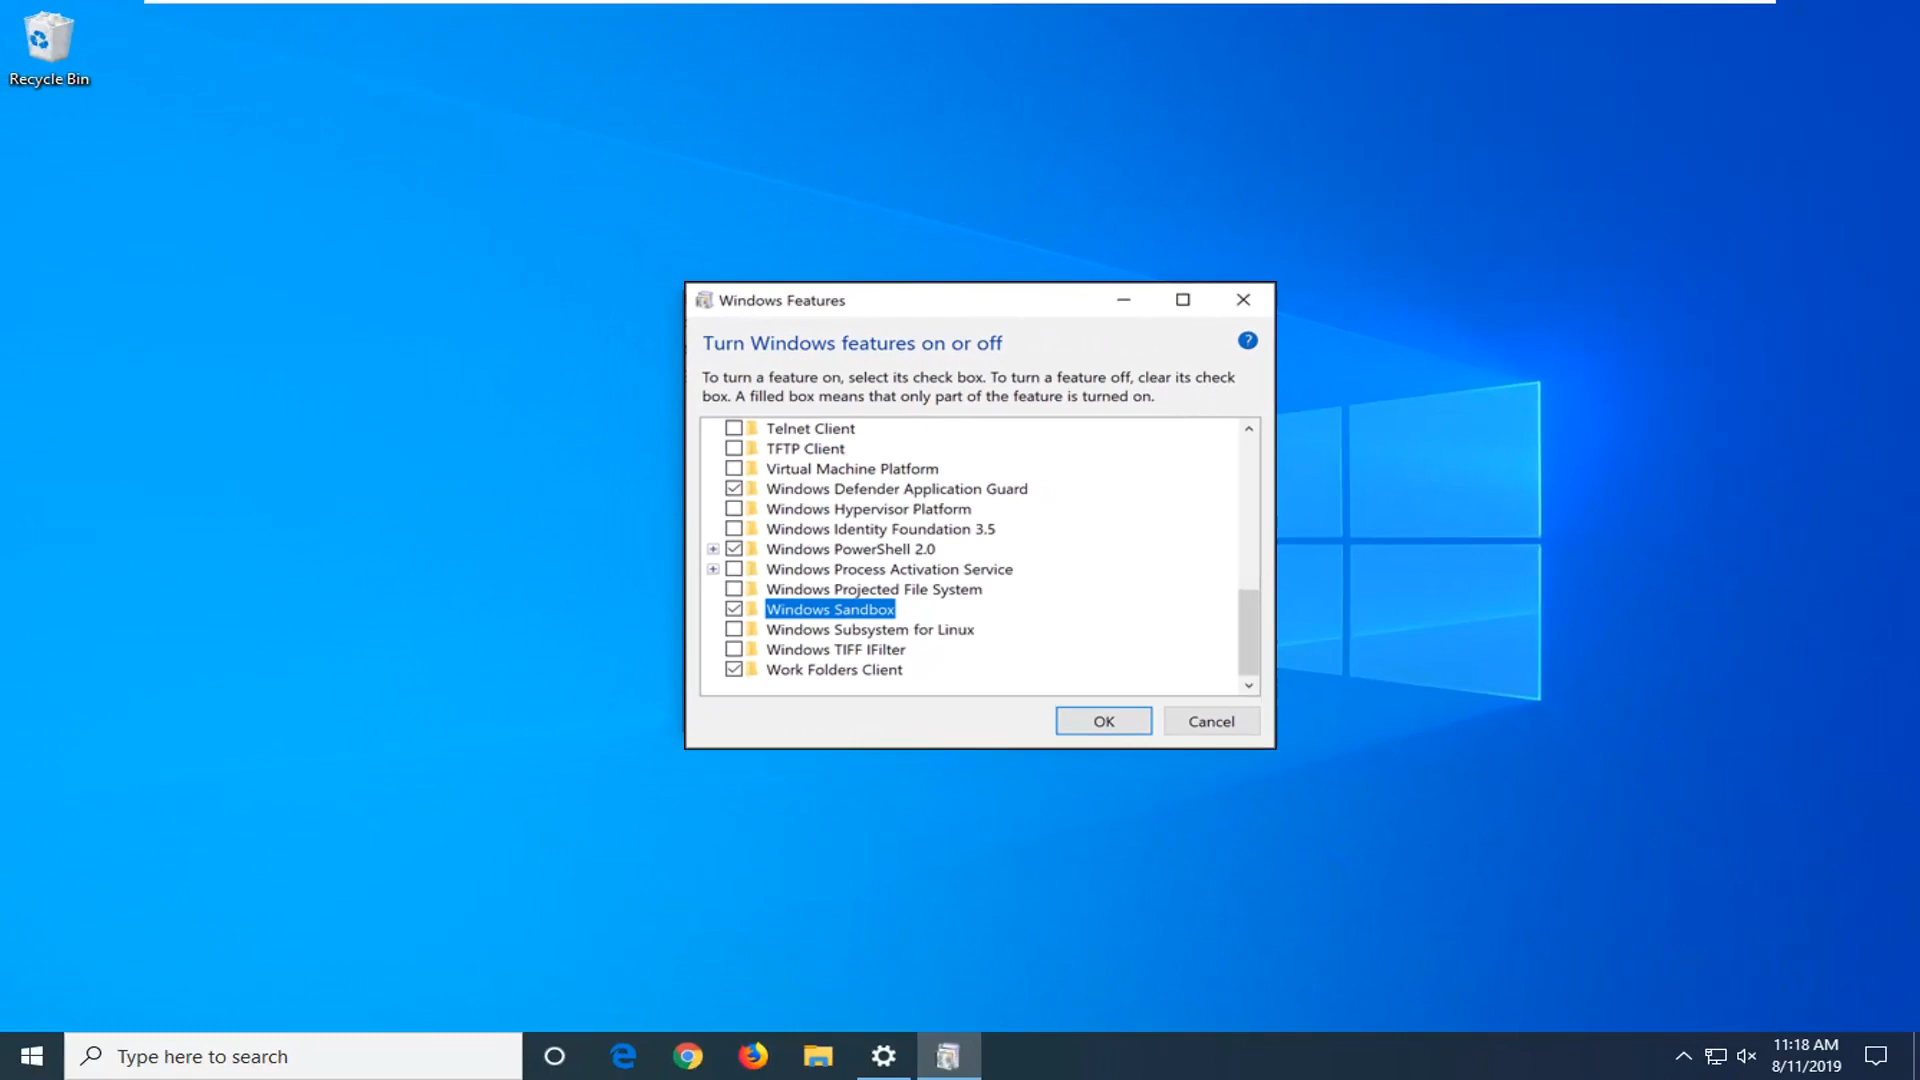 Recycle Bin
Windows Features
Turn Windows features on or off
To turn a feature on, select its check box. To turn a feature off, clear its check
box. A filled box means that only part of the feature is turned on.
Telnet Client
TFTP Client
Virtual Machine Platform
Windows Defender Application Guard
Windows Hypervisor Platform
Windows Identity Foundation 3.5
Windows PowerShell 2.0
Windows Process Activation Service
Windows Projected File System
Windows Sandbox
Windows Subsystem for Linux
Windows TIFF IFilter
Work Folders Client
OK
Cancel
Type here to search
11:18 AM
8/11/2019